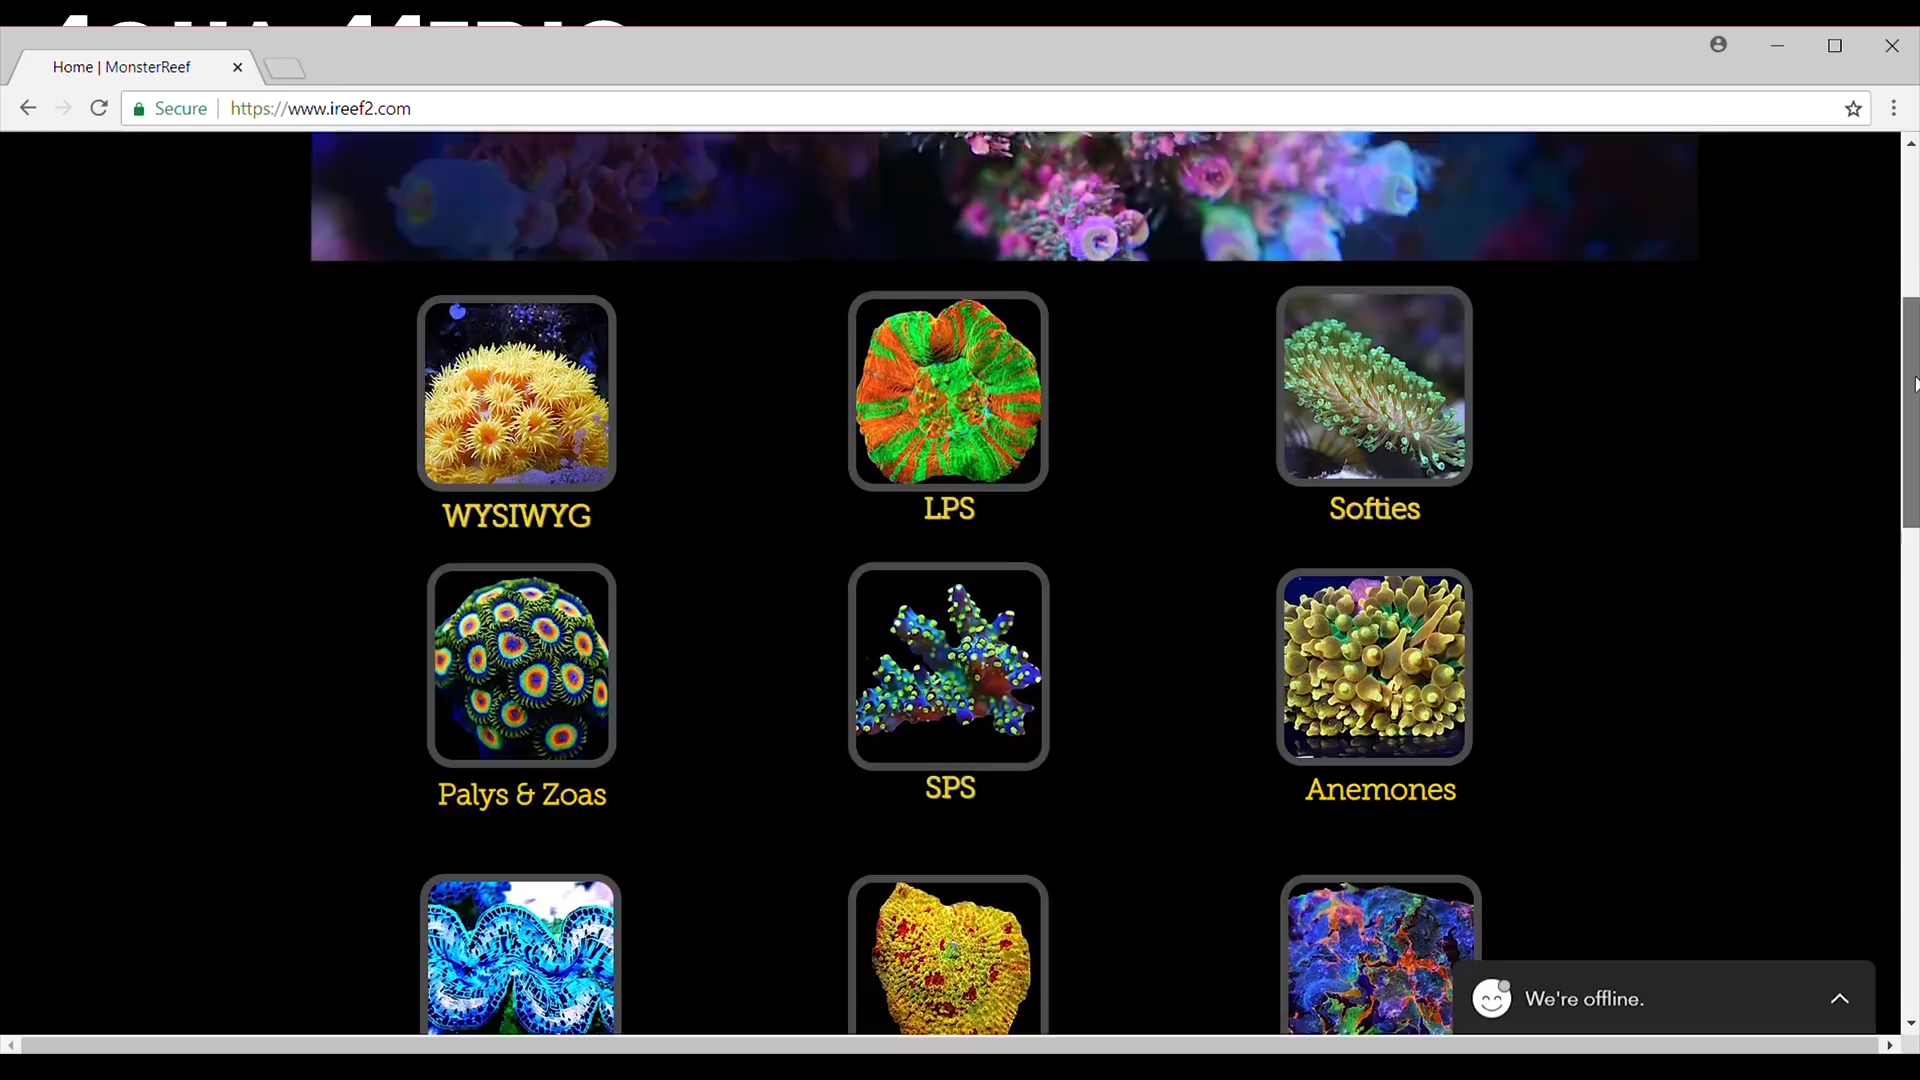 Home | MonsterReef
Secure | https://www.ireef2.com
WYSIWYG
LPS
Softies
Palys & Zoas
SPS
Anemones
We're offline.